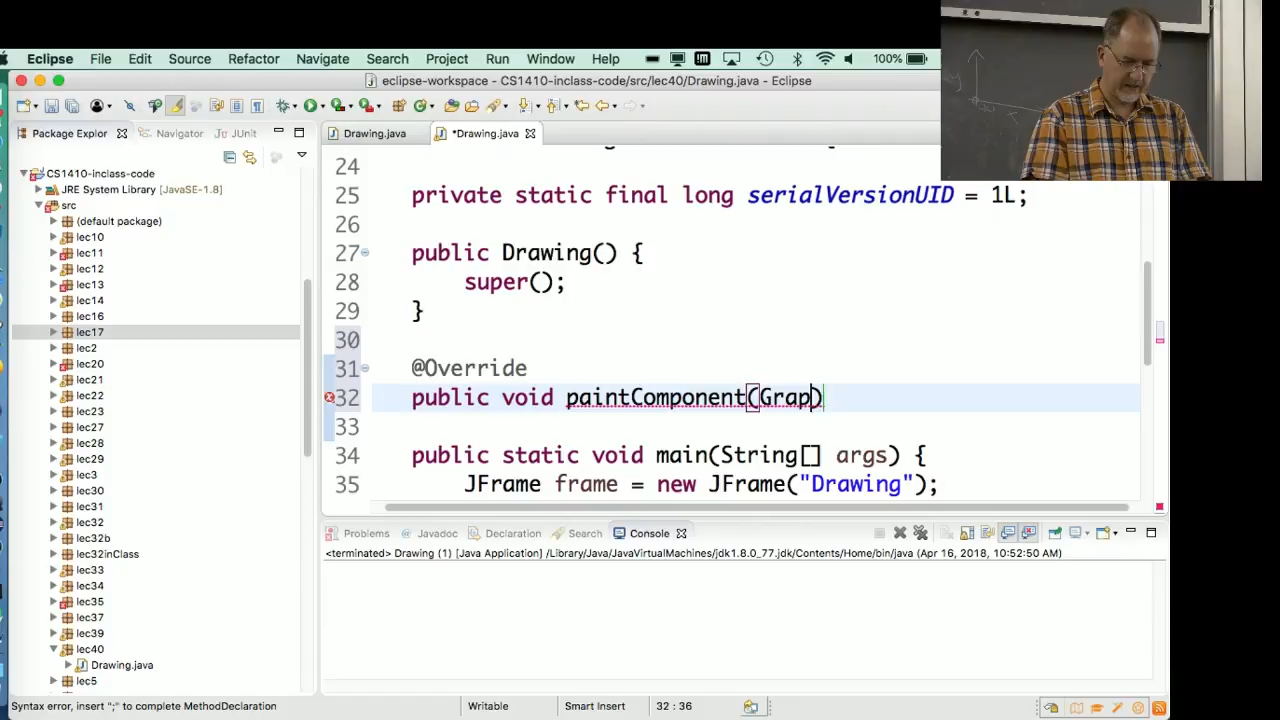 Eclipse File Edit Source Refactor Navigate Search Project Run Window Help 100%
eclipse-workspace - CS1410-inclass-code/src/lec40/Drawing.java - Eclipse
Package Explor Navigator JUnit
Drawing.java *Drawing.java
CS1410-inclass-code
JRE System Library [JavaSE-1.8]
src
(default package)
lec10
lec11
lec12
lec13
lec14
lec16
lec17
lec2
lec20
lec21
lec22
lec23
lec27
lec28
lec29
lec3
lec30
lec31
lec32
lec32b
lec32inClass
lec33
lec34
lec35
lec37
lec39
lec40
Drawing.java
lec5
24
25 private static final long serialVersionUID = 1L;
26
27 public Drawing() {
28 super();
29 }
30
31 @Override
32 public void paintComponent(Grap)
33
34 public static void main(String[] args) {
35 JFrame frame = new JFrame("Drawing");
Problems Javadoc Declaration Search Console
<terminated> Drawing (1) [Java Application] /Library/Java/JavaVirtualMachines/jdk1.8.0_77.jdk/Contents/Home/bin/java (Apr 16, 2018, 10:52:50 AM)
Syntax error, insert ";" to complete MethodDeclaration Writable Smart Insert 32 : 36